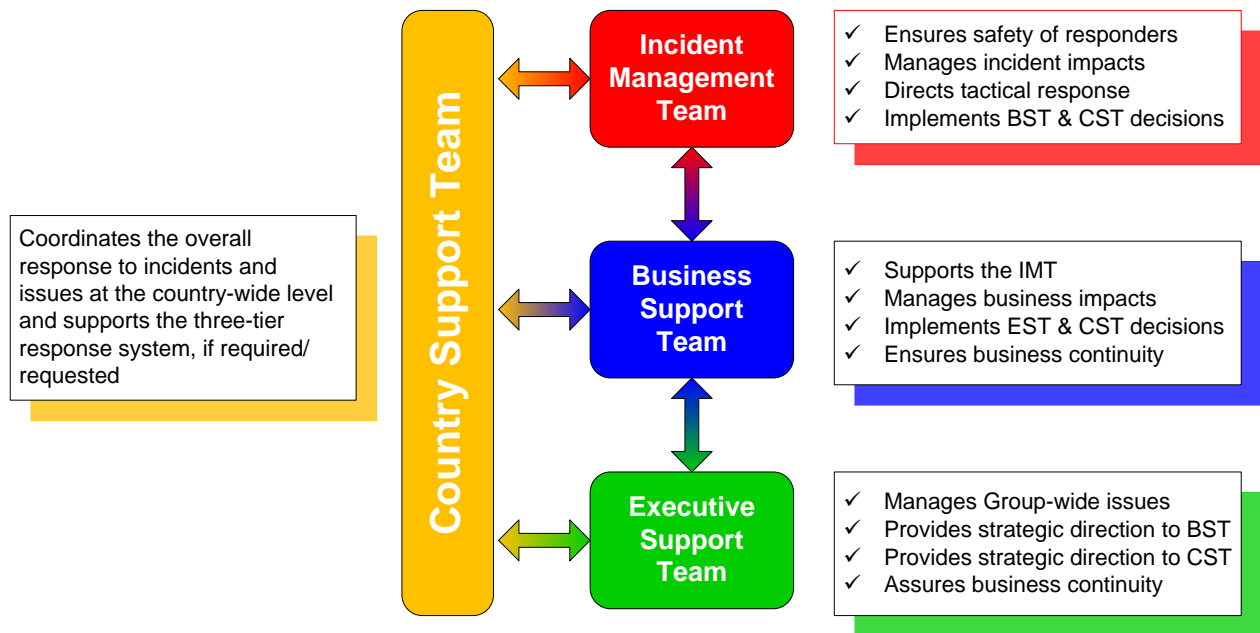 Coordinates the overall
response to incidents and
issues at the country-wide level
and supports the three-tier
response system, if required/
requested
Country Support Team
Incident
Management
Team
✓ Ensures safety of responders
✓ Manages incident impacts
✓ Directs tactical response
✓ Implements BST & CST decisions
Business
Support
Team
✓ Supports the IMT
✓ Manages business impacts
✓ Implements EST & CST decisions
✓ Ensures business continuity
Executive
Support
Team
✓ Manages Group-wide issues
✓ Provides strategic direction to BST
✓ Provides strategic direction to CST
✓ Assures business continuity